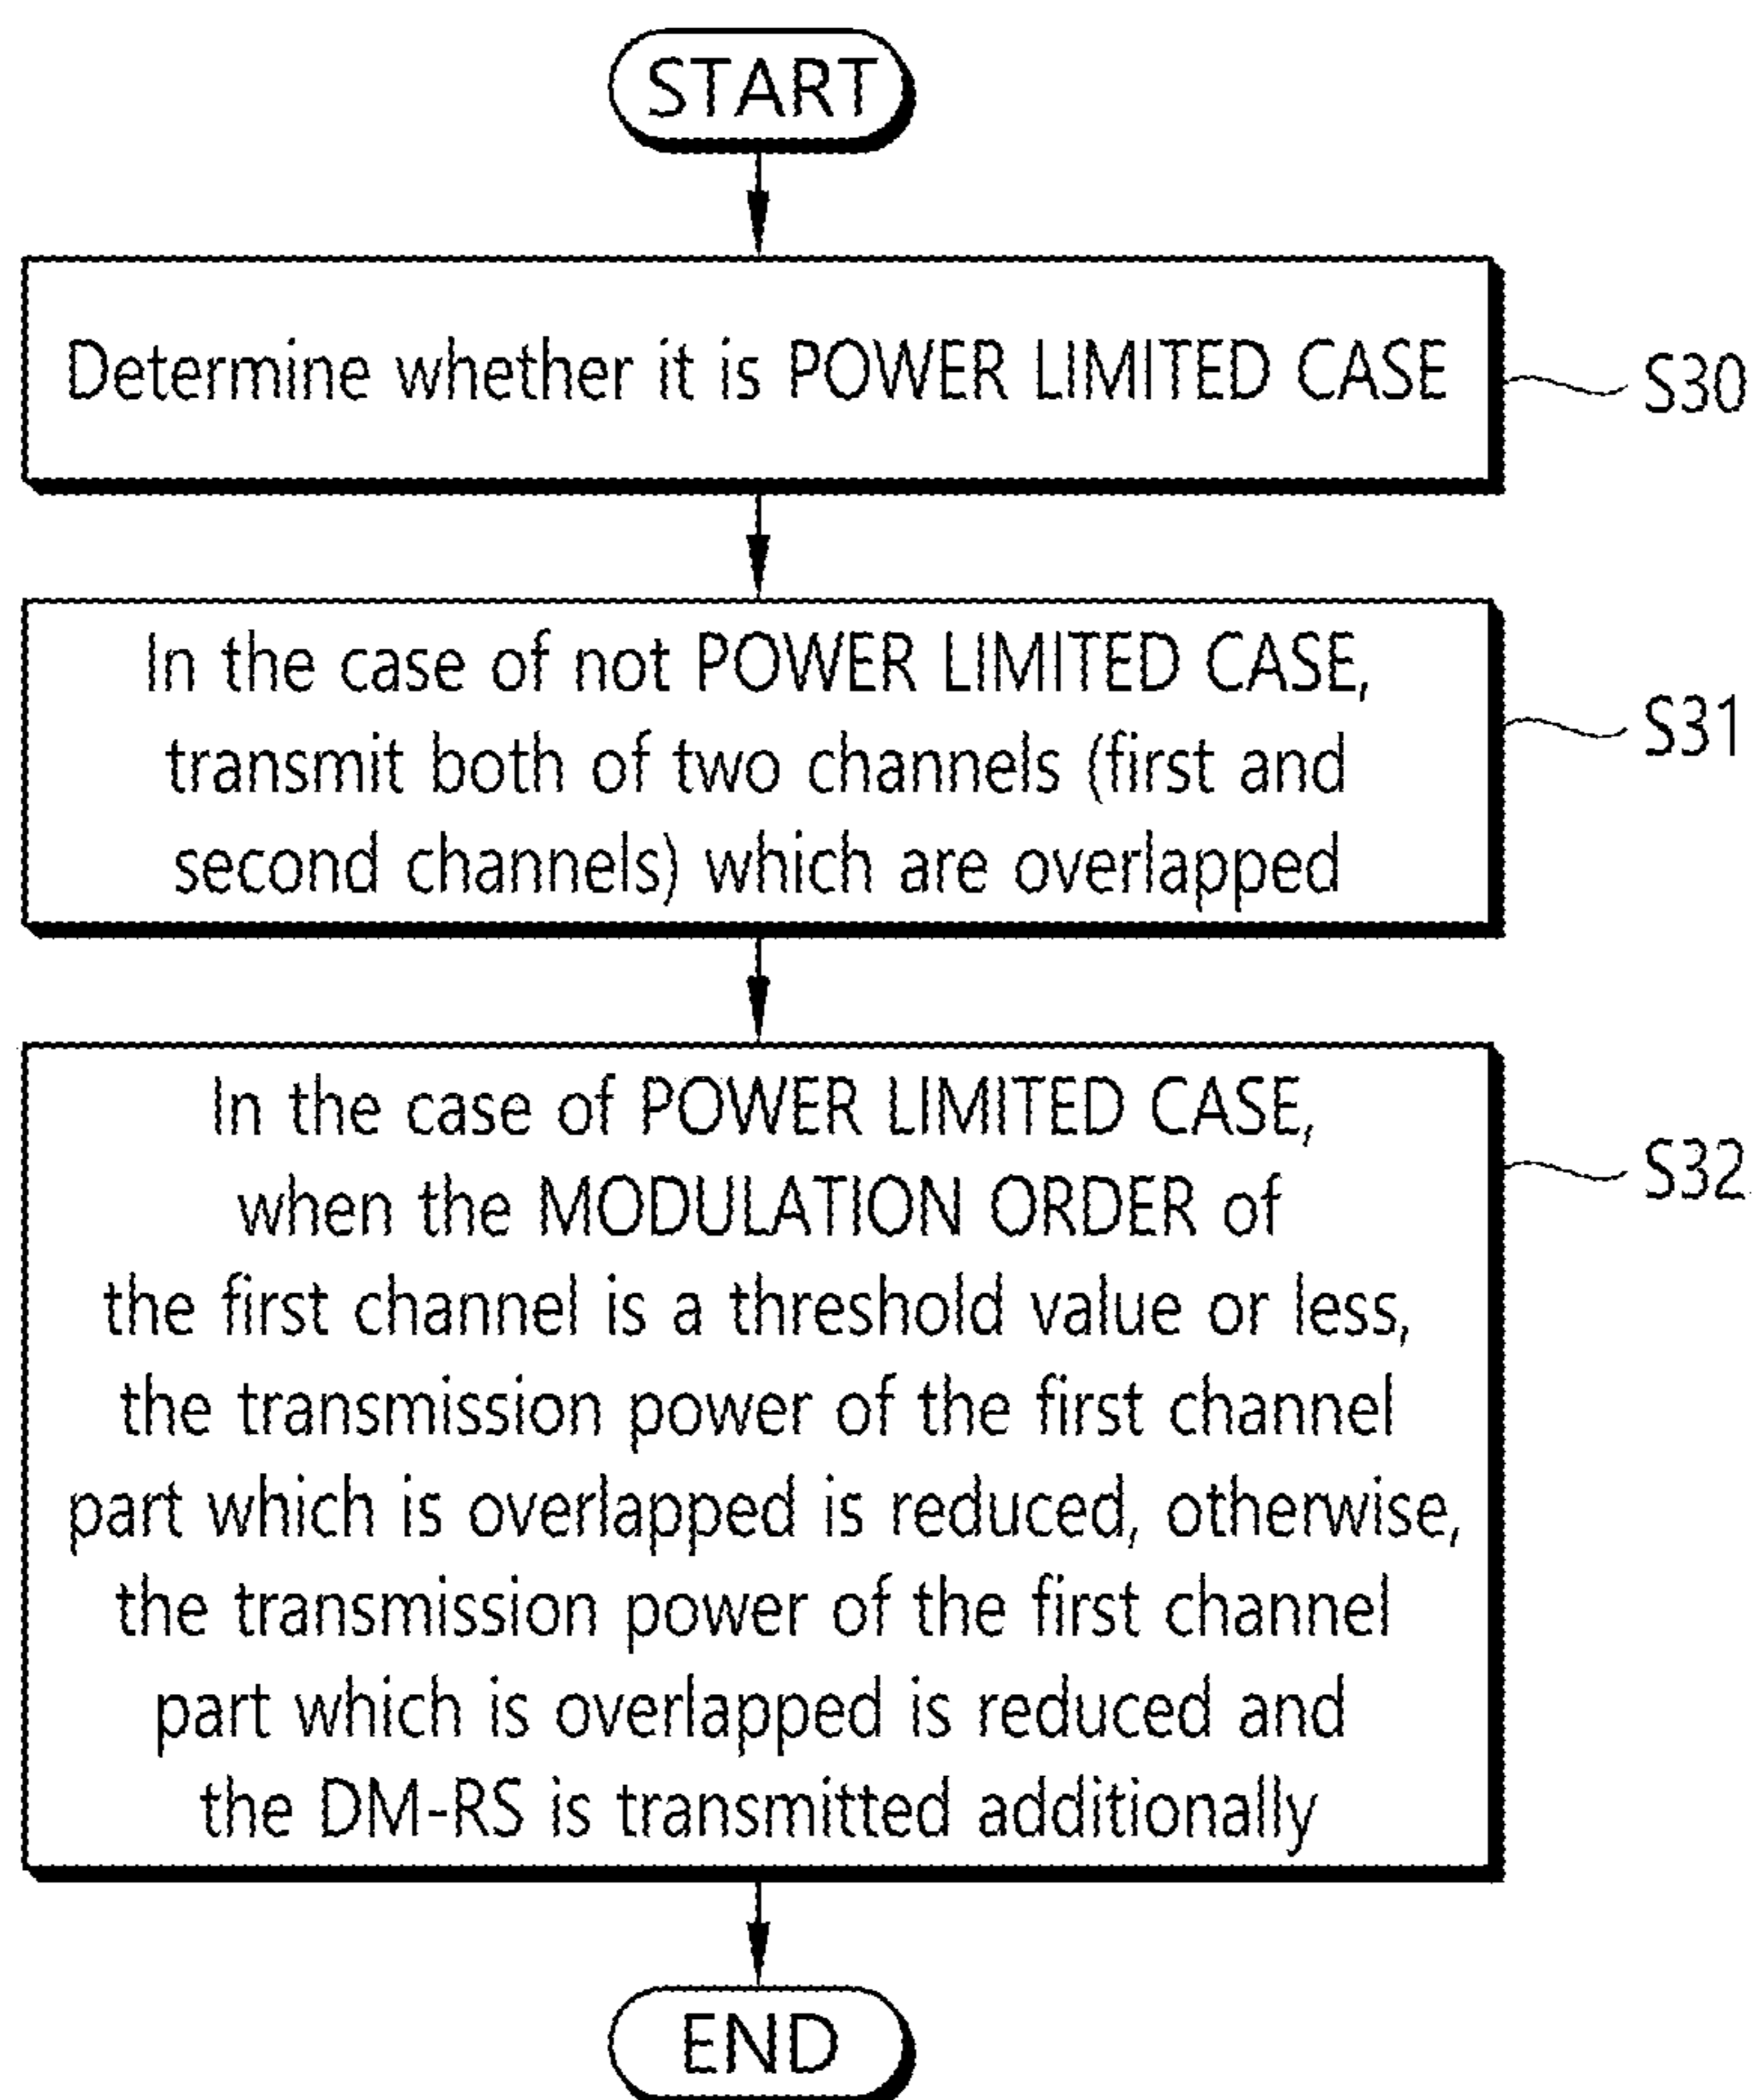 START
Determine whether it is POWER LIMITED CASE
S30
In the case of not POWER LIMITED CASE,
transmit both of two channels (first and
second channels) which are overlapped
S31
In the case of POWER LIMITED CASE,
when the MODULATION ORDER of
the first channel is a threshold value or less,
the transmission power of the first channel
part which is overlapped is reduced, otherwise,
the transmission power of the first channel
part which is overlapped is reduced and
the DM-RS is transmitted additionally
S32
END